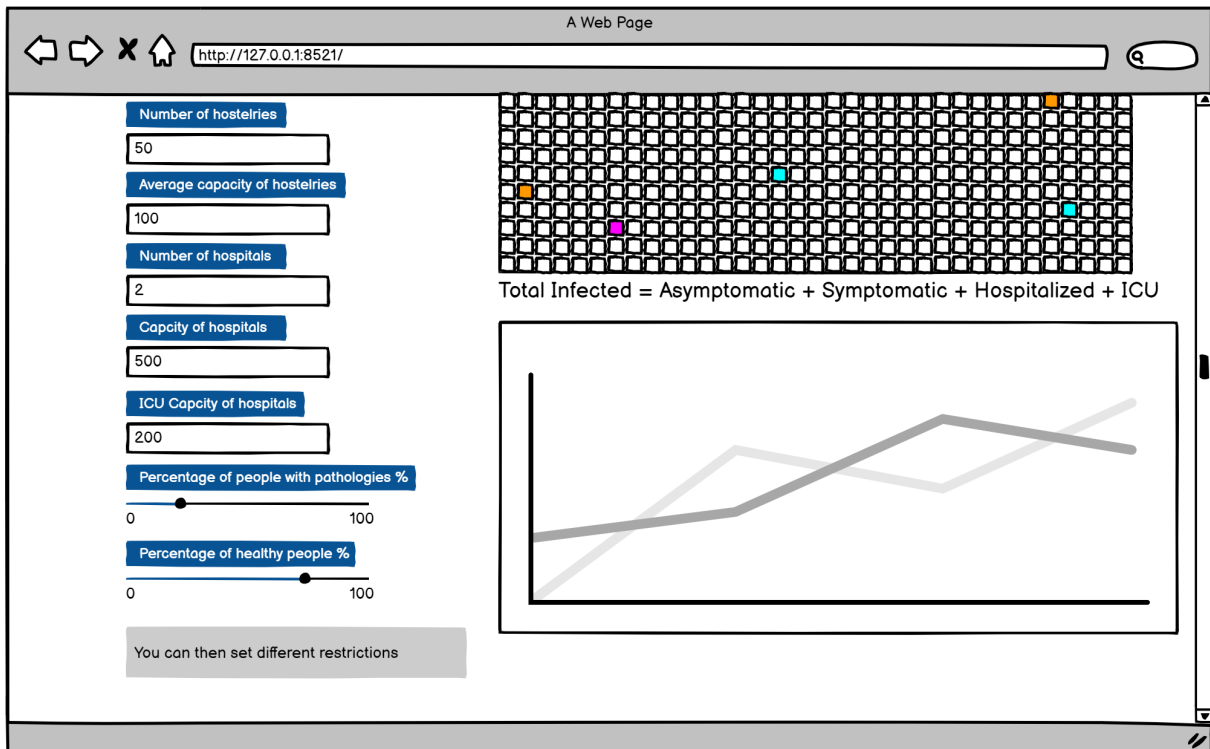 A Web Page
http://127.0.0.1:8521/
Number of hostelries
50
Average capacity of hostelries
100
Number of hospitals
2
Capcity of hospitals
500
ICU Capcity of hospitals
200
Percentage of people with pathologies %
0 100
Percentage of healthy people %
0 100
You can then set different restrictions
Total Infected = Asymptomatic + Symptomatic + Hospitalized + ICU